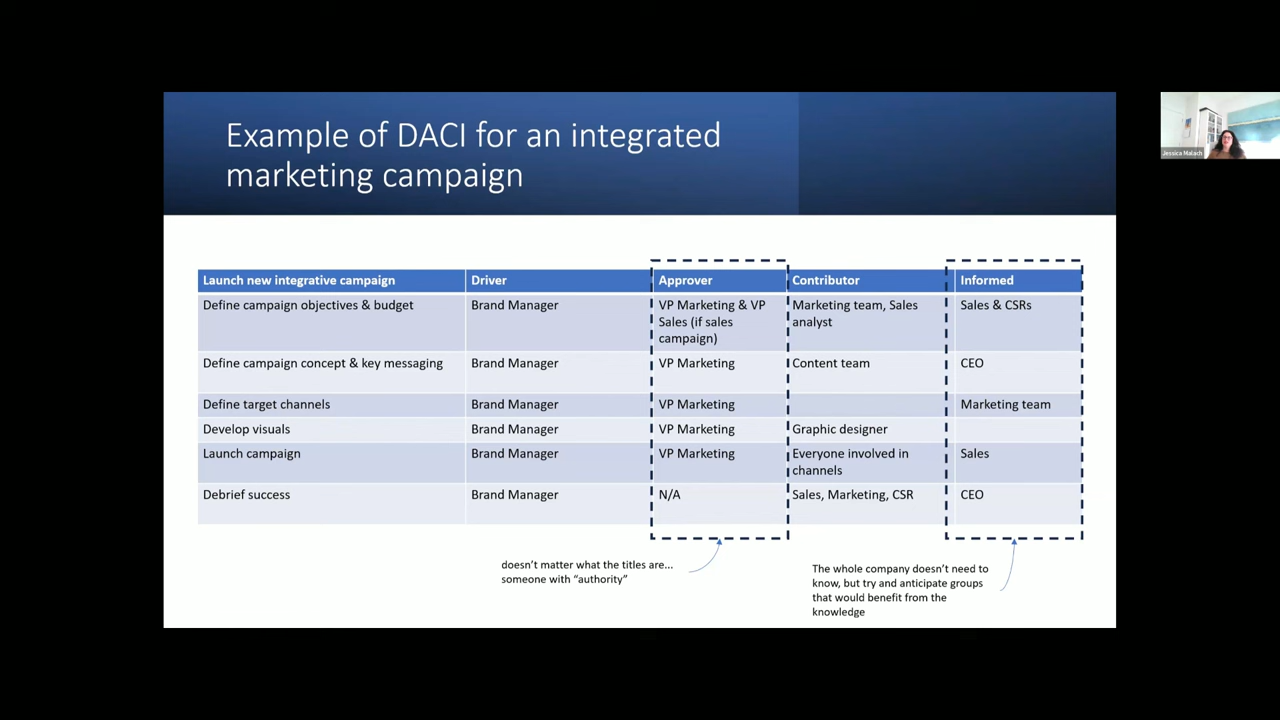 Example of DACI for an integrated
marketing campaign
Jessica Malach
Launch new integrative campaign Driver Approver Contributor Informed
Define campaign objectives & budget Brand Manager VP Marketing & VP Sales (if sales campaign) Marketing team, Sales analyst Sales & CSRs
Define campaign concept & key messaging Brand Manager VP Marketing Content team CEO
Define target channels Brand Manager VP Marketing Marketing team
Develop visuals Brand Manager VP Marketing Graphic designer
Launch campaign Brand Manager VP Marketing Everyone involved in channels Sales
Debrief success Brand Manager N/A Sales, Marketing, CSR CEO
doesn't matter what the titles are...
someone with "authority"
The whole company doesn't need to
know, but try and anticipate groups
that would benefit from the
knowledge